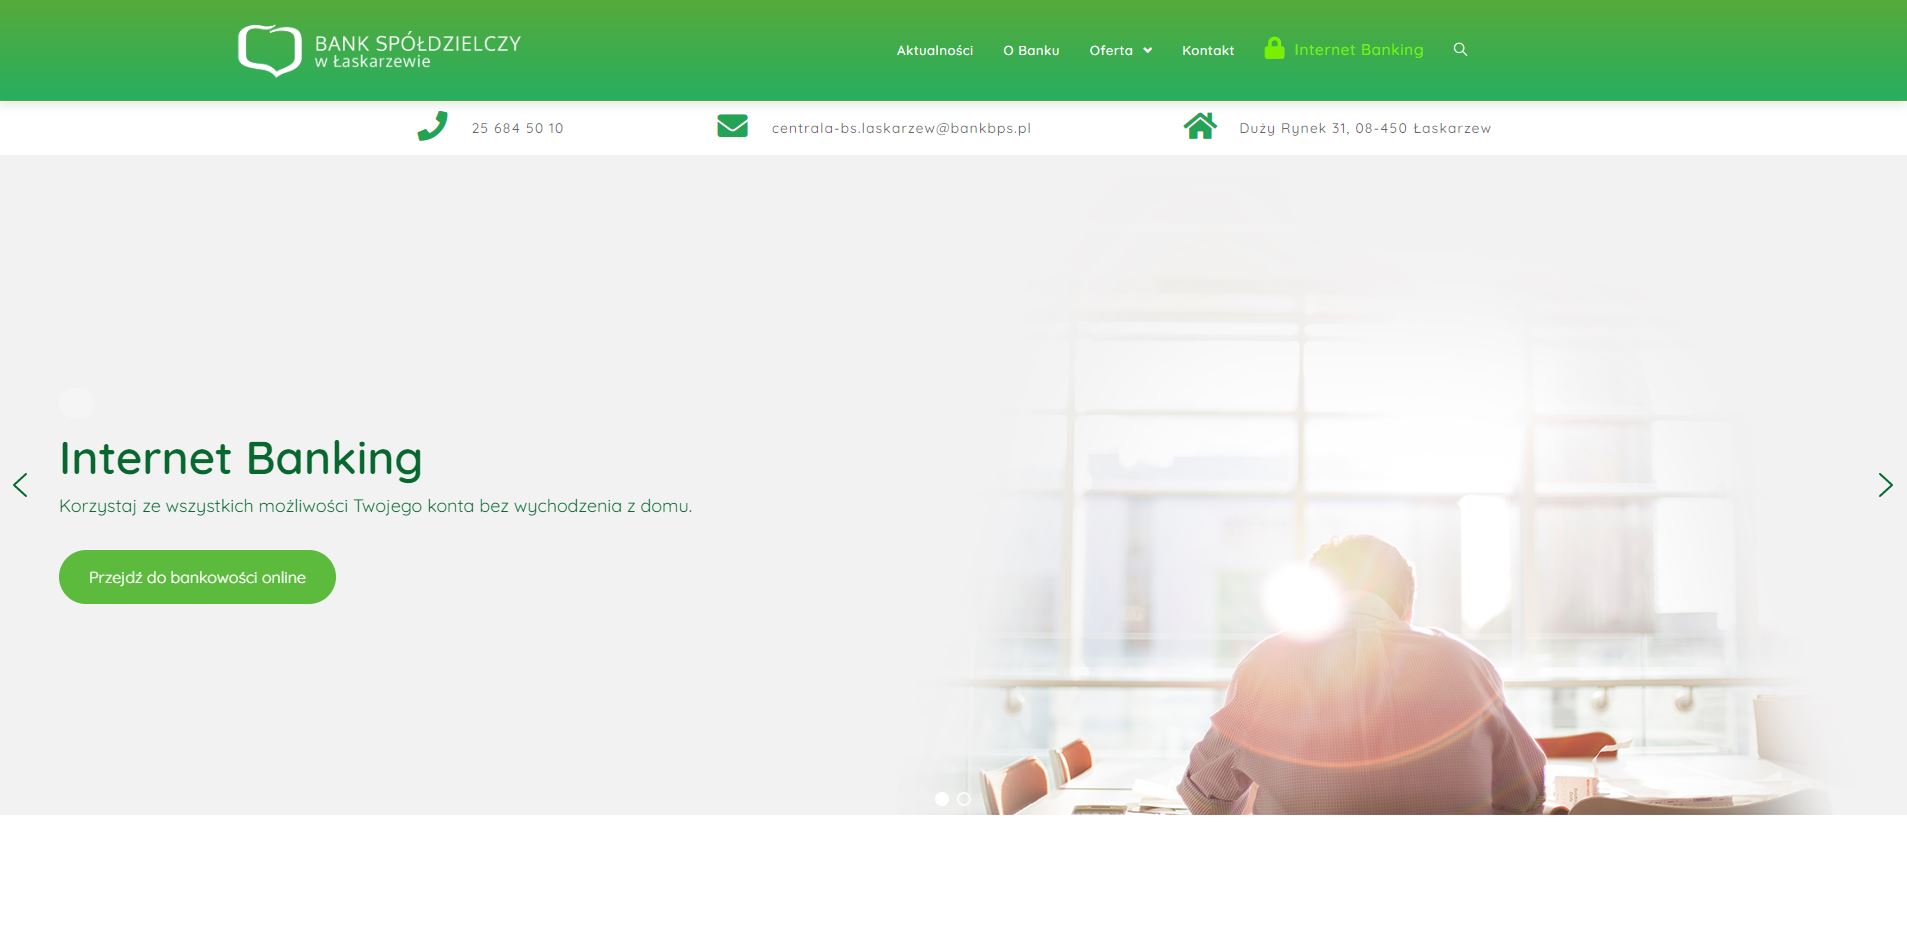 BANK SPÓŁDZIELCZY
w Łaskarzewie
Aktualności O Banku Oferta Kontakt Internet Banking
25 684 50 10 centrala-bs.laskarzew@bankbps.pl Duży Rynek 31, 08-450 Łaskarzew
Internet Banking
Korzystaj ze wszystkich możliwości Twojego konta bez wychodzenia z domu.
Przejdź do bankowości online